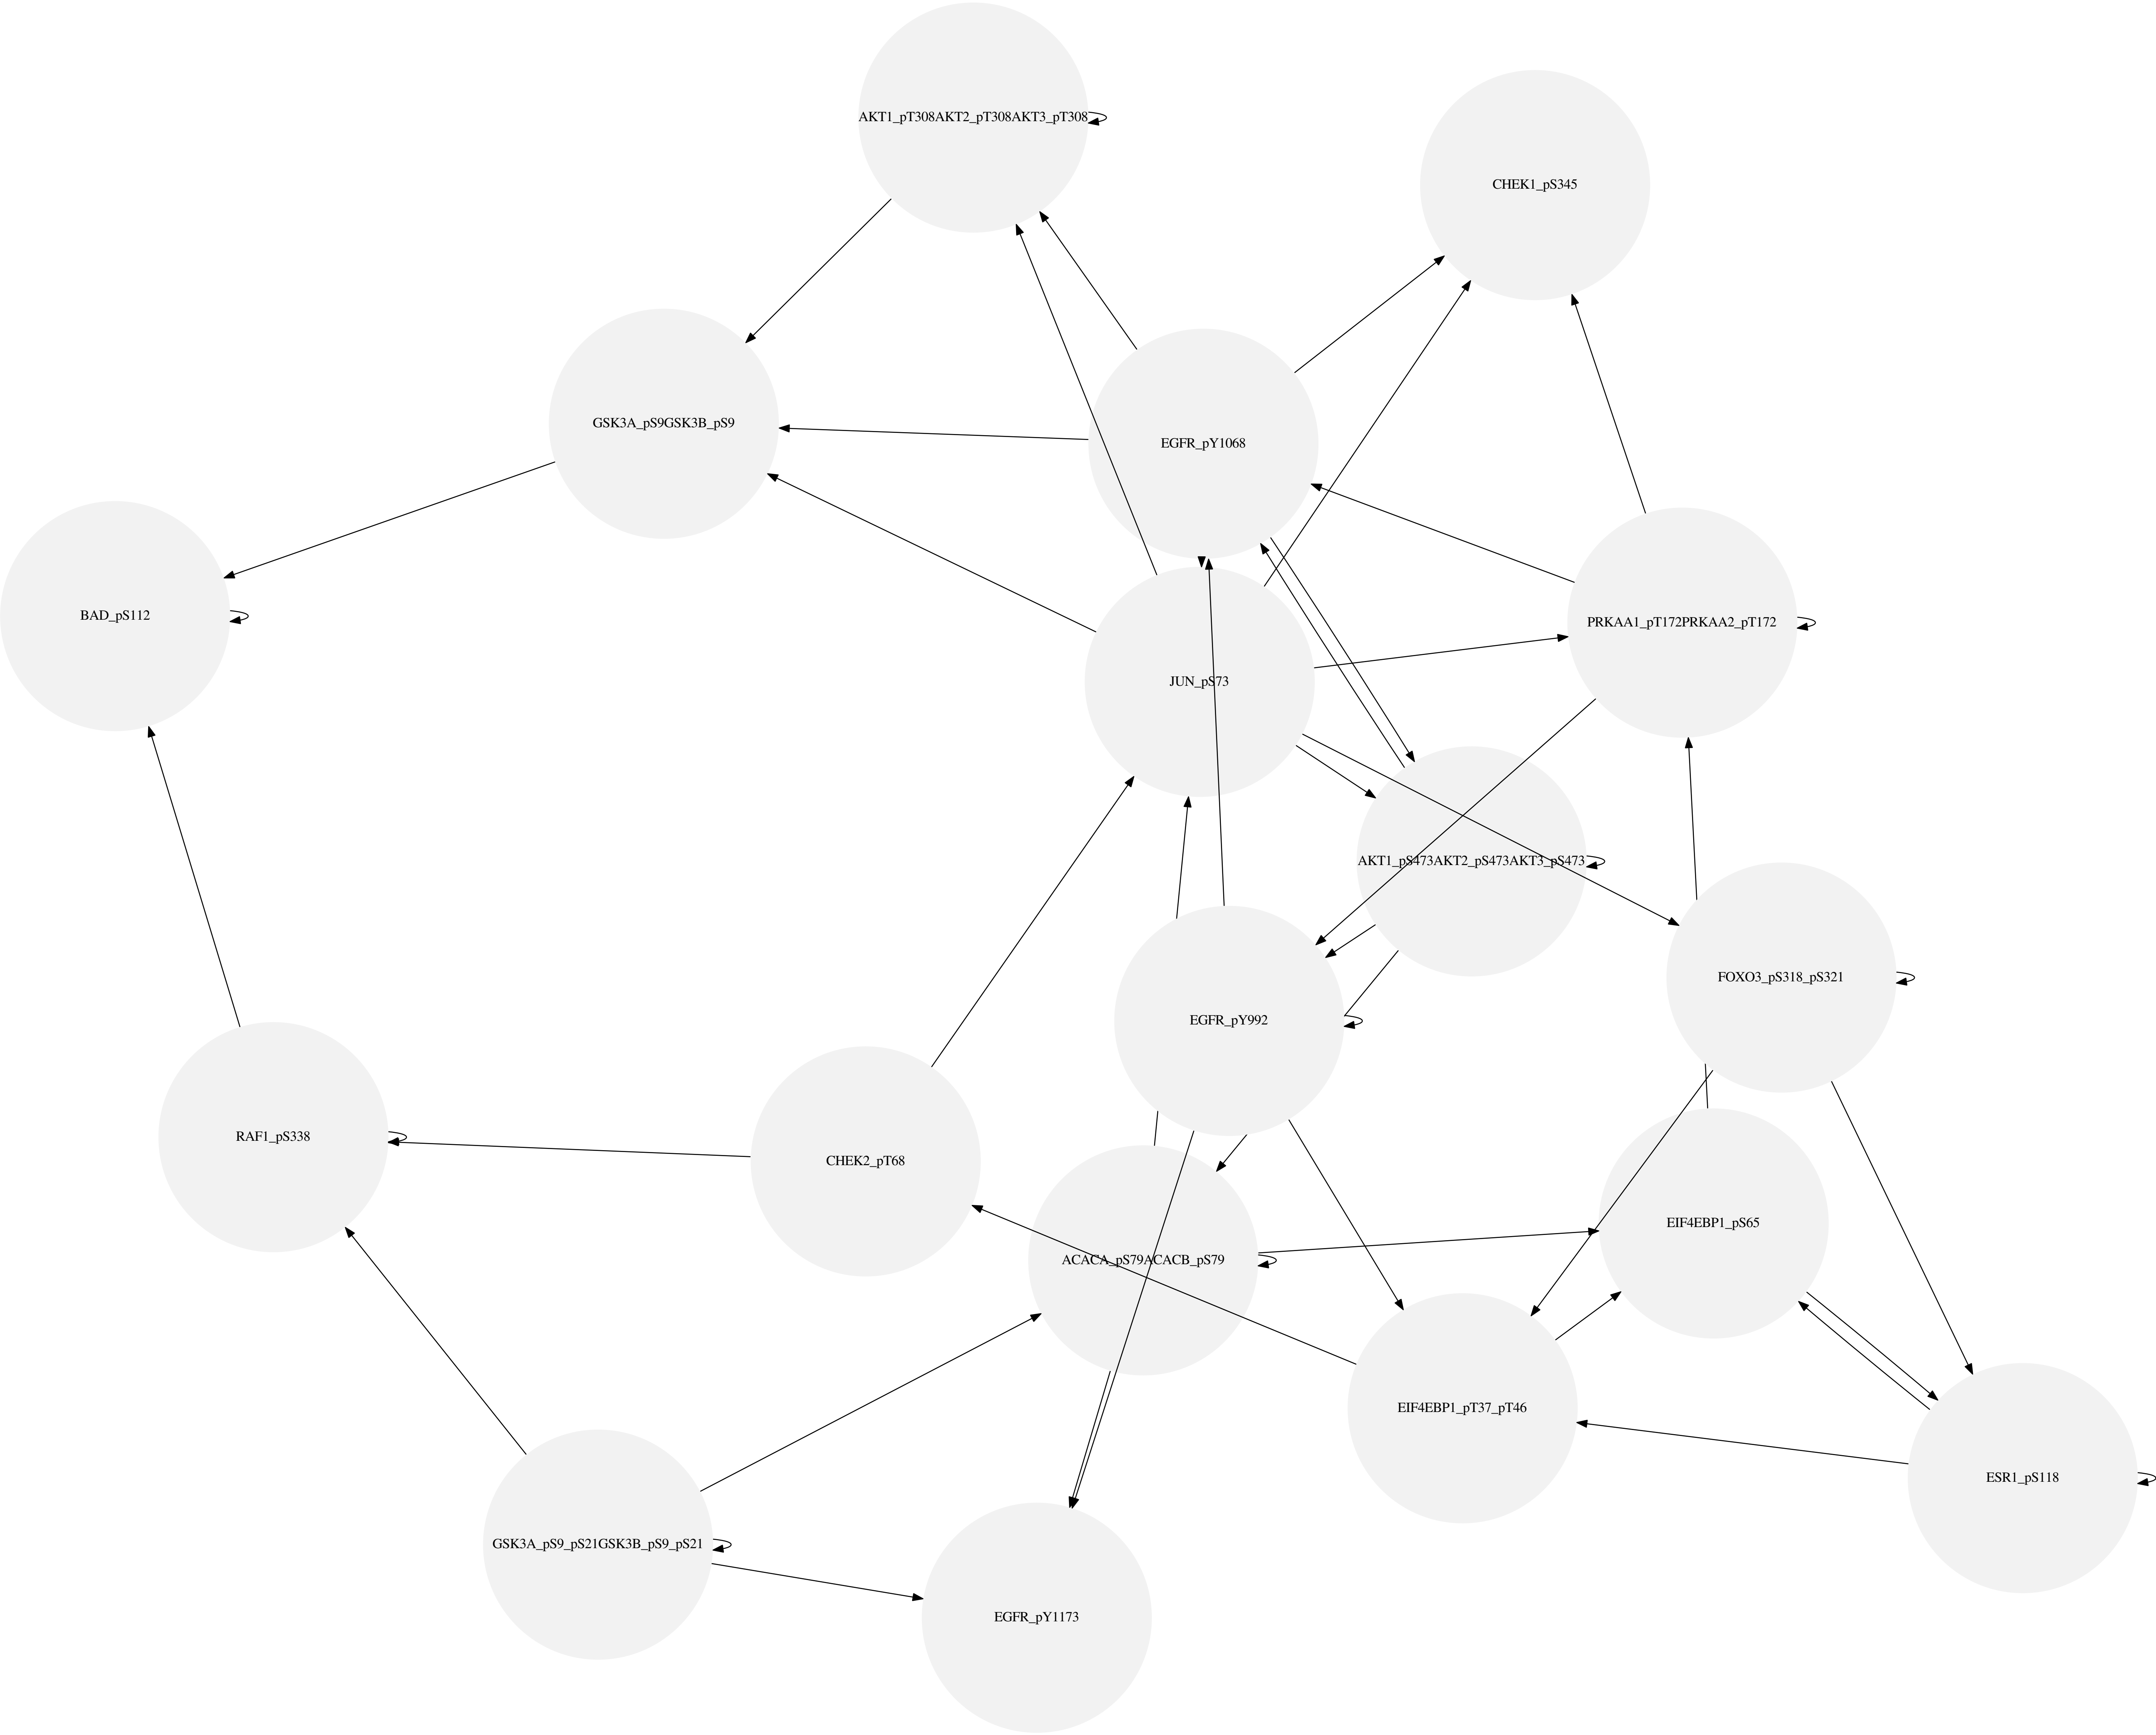 AKT1_pT308AKT2_pT308AKT3_pT308
CHEK1_pS345
GSK3A_pS9GSK3B_pS9
EGFR_pY1068
BAD_pS112
PRKAA1_pT172PRKAA2_pT172
JUN_pS73
AKT1_pS473AKT2_pS473AKT3_pS473
FOXO3_pS318_pS321
EGFR_pY992
RAF1_pS338
CHEK2_pT68
EIF4EBP1_pS65
ACACA_pS79ACACB_pS79
EIF4EBP1_pT37_pT46
ESR1_pS118
GSK3A_pS9_pS21GSK3B_pS9_pS21
EGFR_pY1173